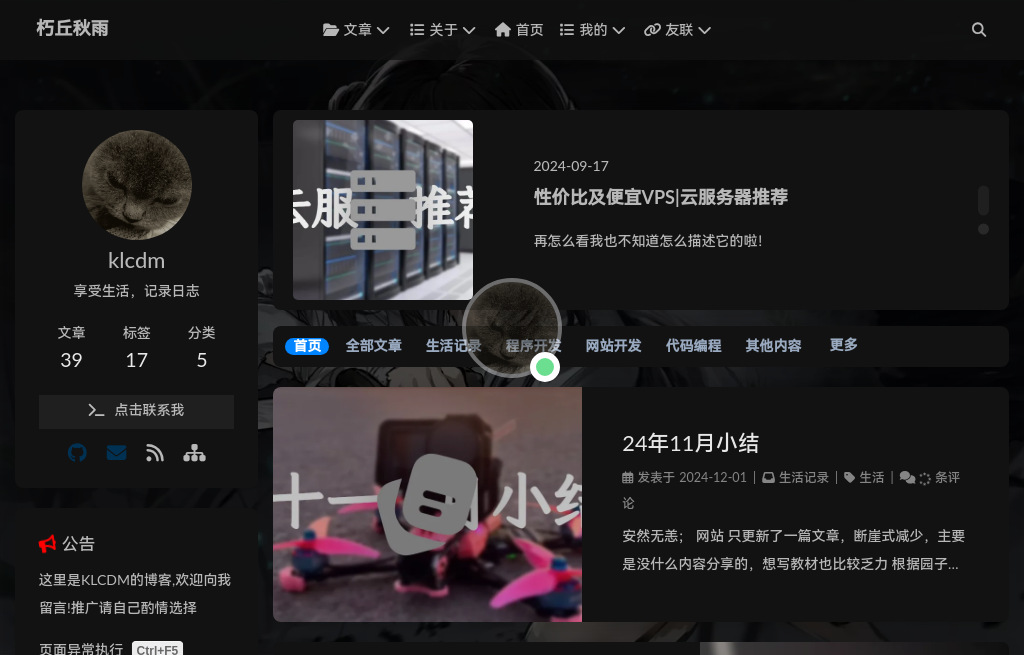 朽丘秋雨
文章 关于 首页 我的 友联
klcdm
享受生活，记录日志
文章 标签 分类
39 17 5
点击联系我
公告
这里是KLCDM的博客,欢迎向我
留言!推广请自己酌情选择
页面异常执行 Ctrl+F5
云服 推荐
2024-09-17
性价比及便宜VPS|云服务器推荐
再怎么看我也不知道怎么描述它的啦!
首页 全部文章 生活记录 程序开发 网站开发 代码编程 其他内容 更多
十一 小结
24年11月小结
发表于 2024-12-01 | 生活记录 | 生活 | 条评
论
安然无恙； 网站 只更新了一篇文章，断崖式减少，主要
是没什么内容分享的，想写教材也比较乏力 根据园子...